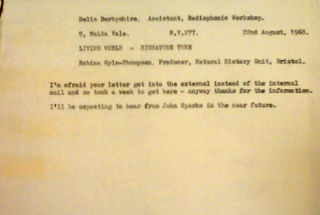 Delia Derbyshire. Assistant, Radiophonic Workshop.
9, Maida Vale. M.V.277. 22nd August, 1968.
LIVING WORLD - SIGNATURE TUNE
Robina Gyle-Thompson. Producer, Natural History Unit, Bristol.
I'm afraid your letter got into the external instead of the internal
mail and so took a week to get here - anyway thanks for the information.
I'll be expecting to hear from John Sparks in the near future.